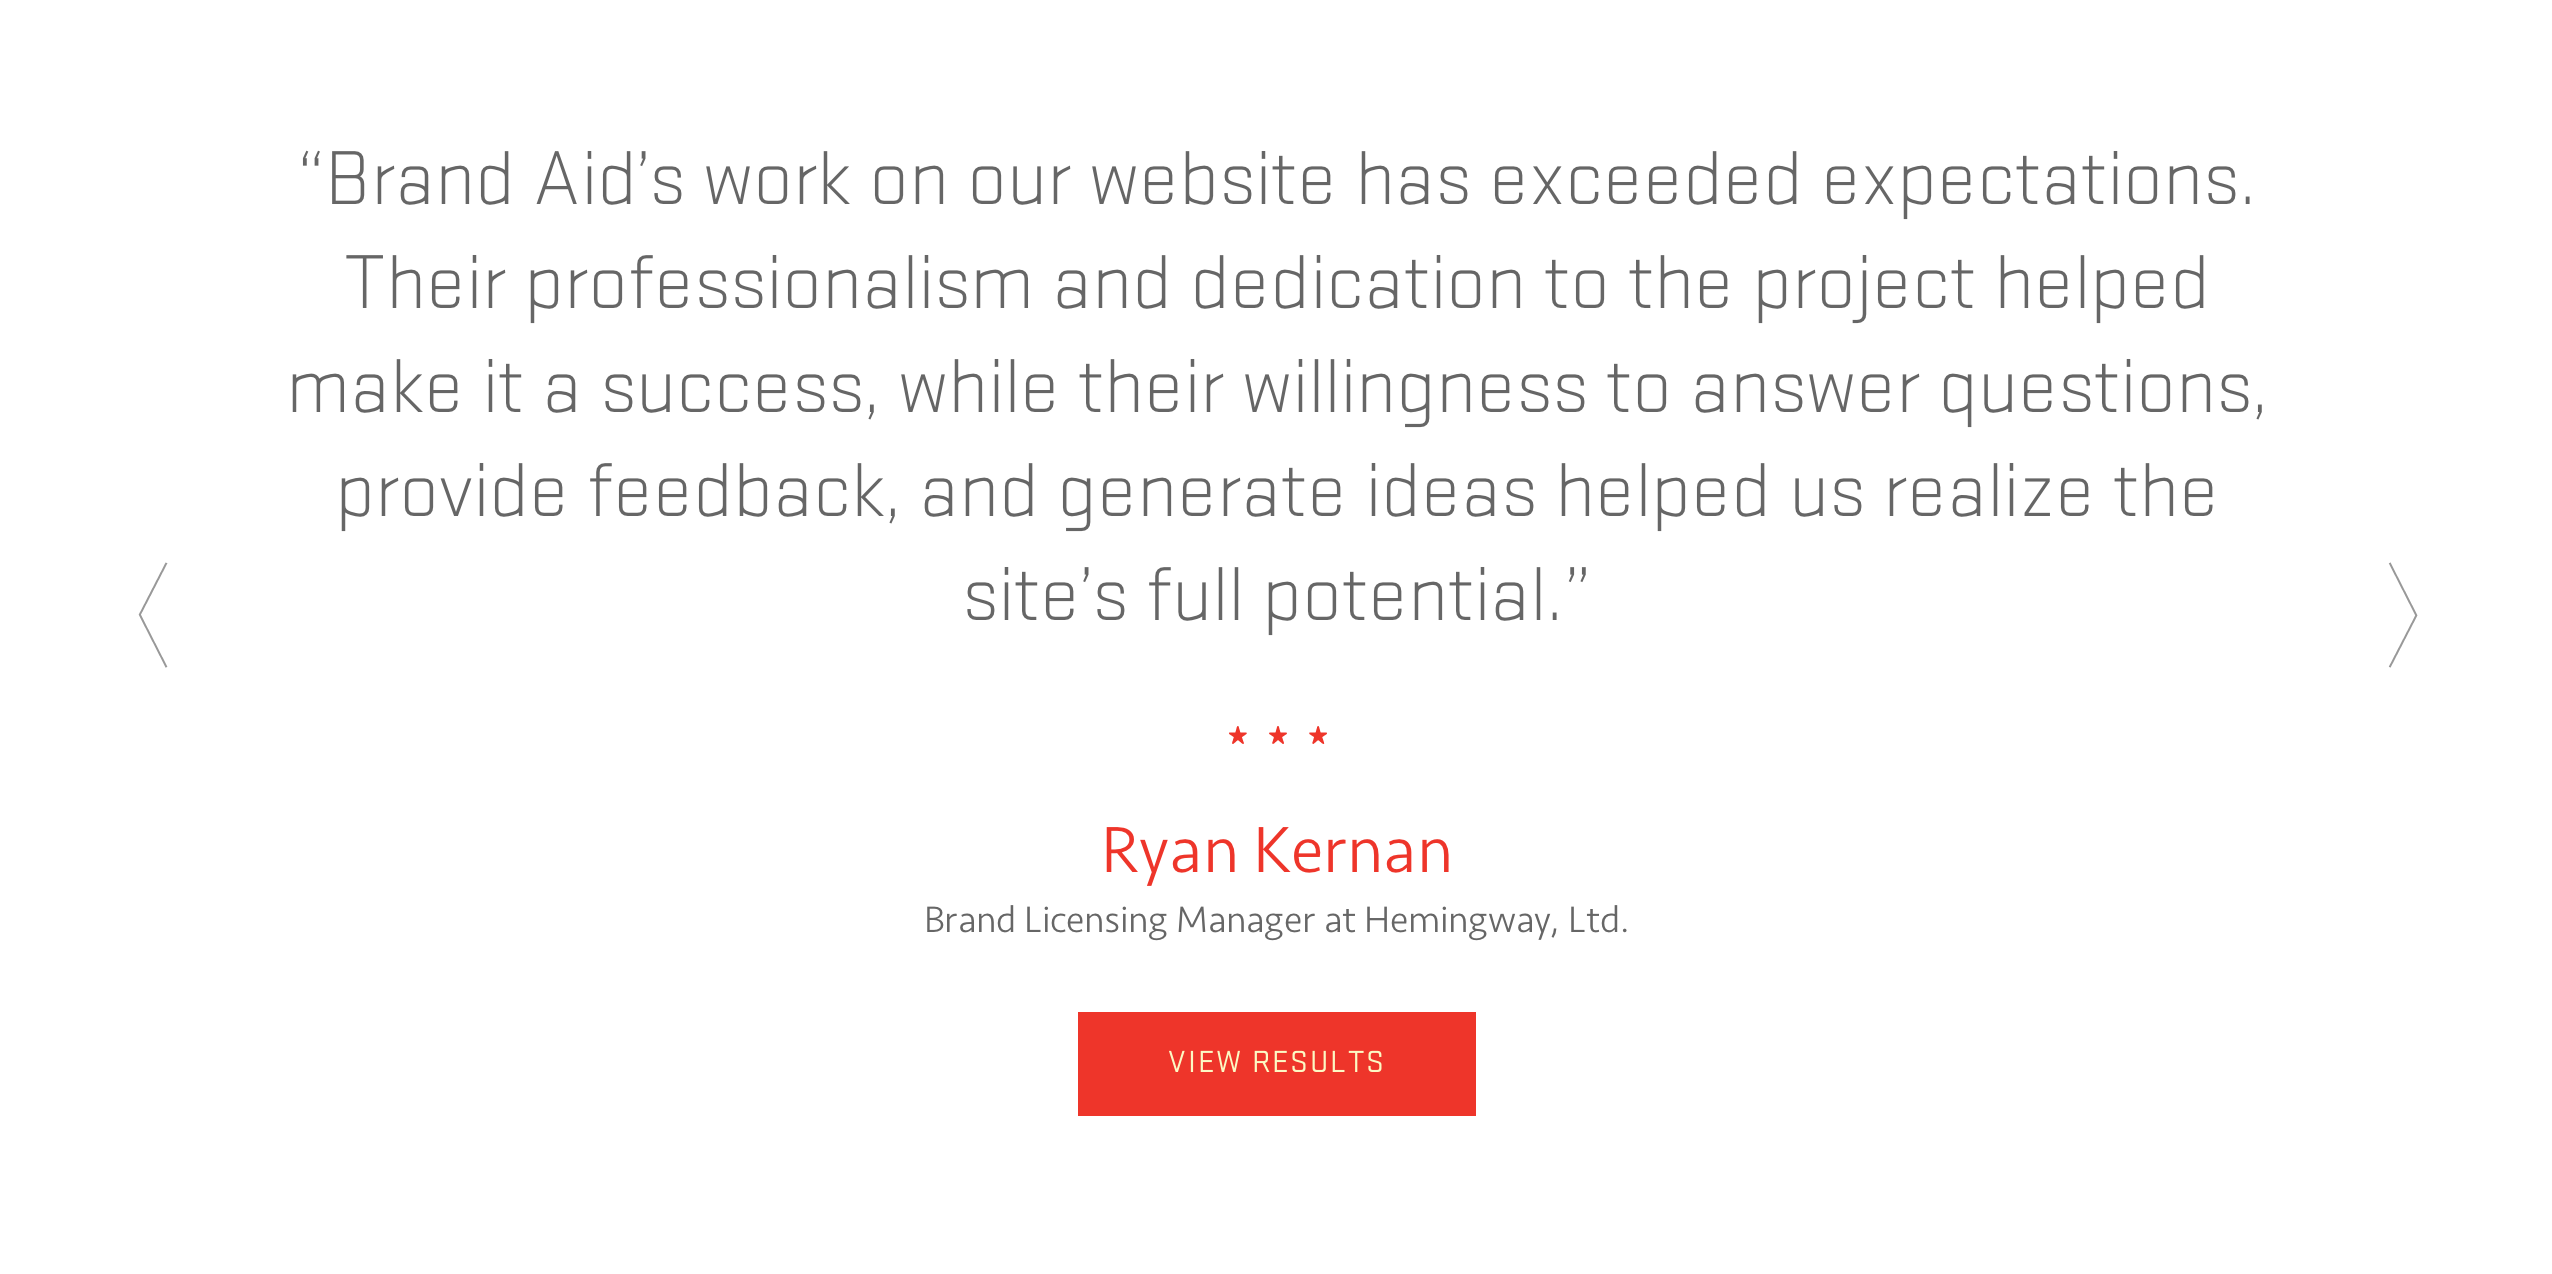 “Brand Aid’s work on our website has exceeded expectations.
Their professionalism and dedication to the project helped
make it a success, while their willingness to answer questions,
provide feedback, and generate ideas helped us realize the
site’s full potential.”
Ryan Kernan
Brand Licensing Manager at Hemingway, Ltd.
VIEW RESULTS